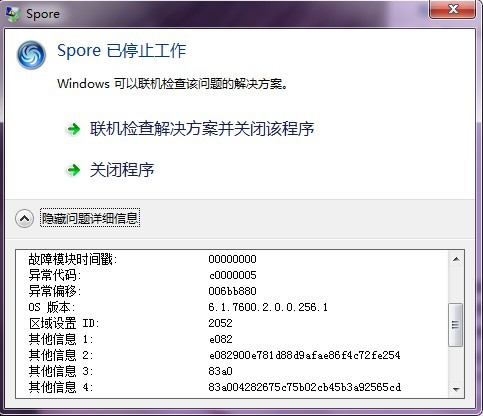 Spore
Spore 已停止工作
Windows 可以联机检查该问题的解决方案。
联机检查解决方案并关闭该程序
关闭程序
隐藏问题详细信息
故障模块时间戳: 00000000
异常代码: c0000005
异常偏移: 006bb880
OS 版本: 6.1.7600.2.0.0.256.1
区域设置 ID: 2052
其他信息 1: e082
其他信息 2: e082900e781d88d9afae86f4c72fe254
其他信息 3: 83a0
其他信息 4: 83a004282675c75b02cb45b3a92565cd